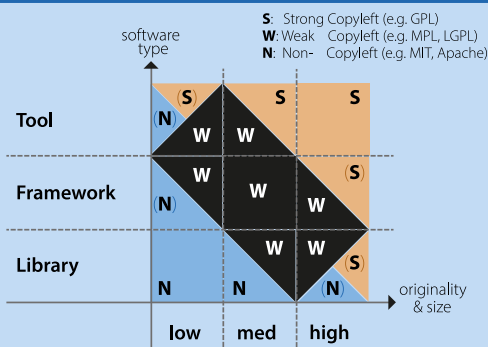 S: Strong Copyleft (e.g. GPL)
W: Weak Copyleft (e.g. MPL, LGPL)
N: Non- Copyleft (e.g. MIT, Apache)
software
type
(S) S S
Tool (N)
W W
W (S)
Framework W
(N) W
W W
Library (S)
N N (N)
originality
& size
low med high